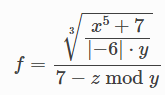 f = \frac{\sqrt[3]{\frac{x^5 + 7}{|-6| \cdot y}}}{7 - z \bmod y}